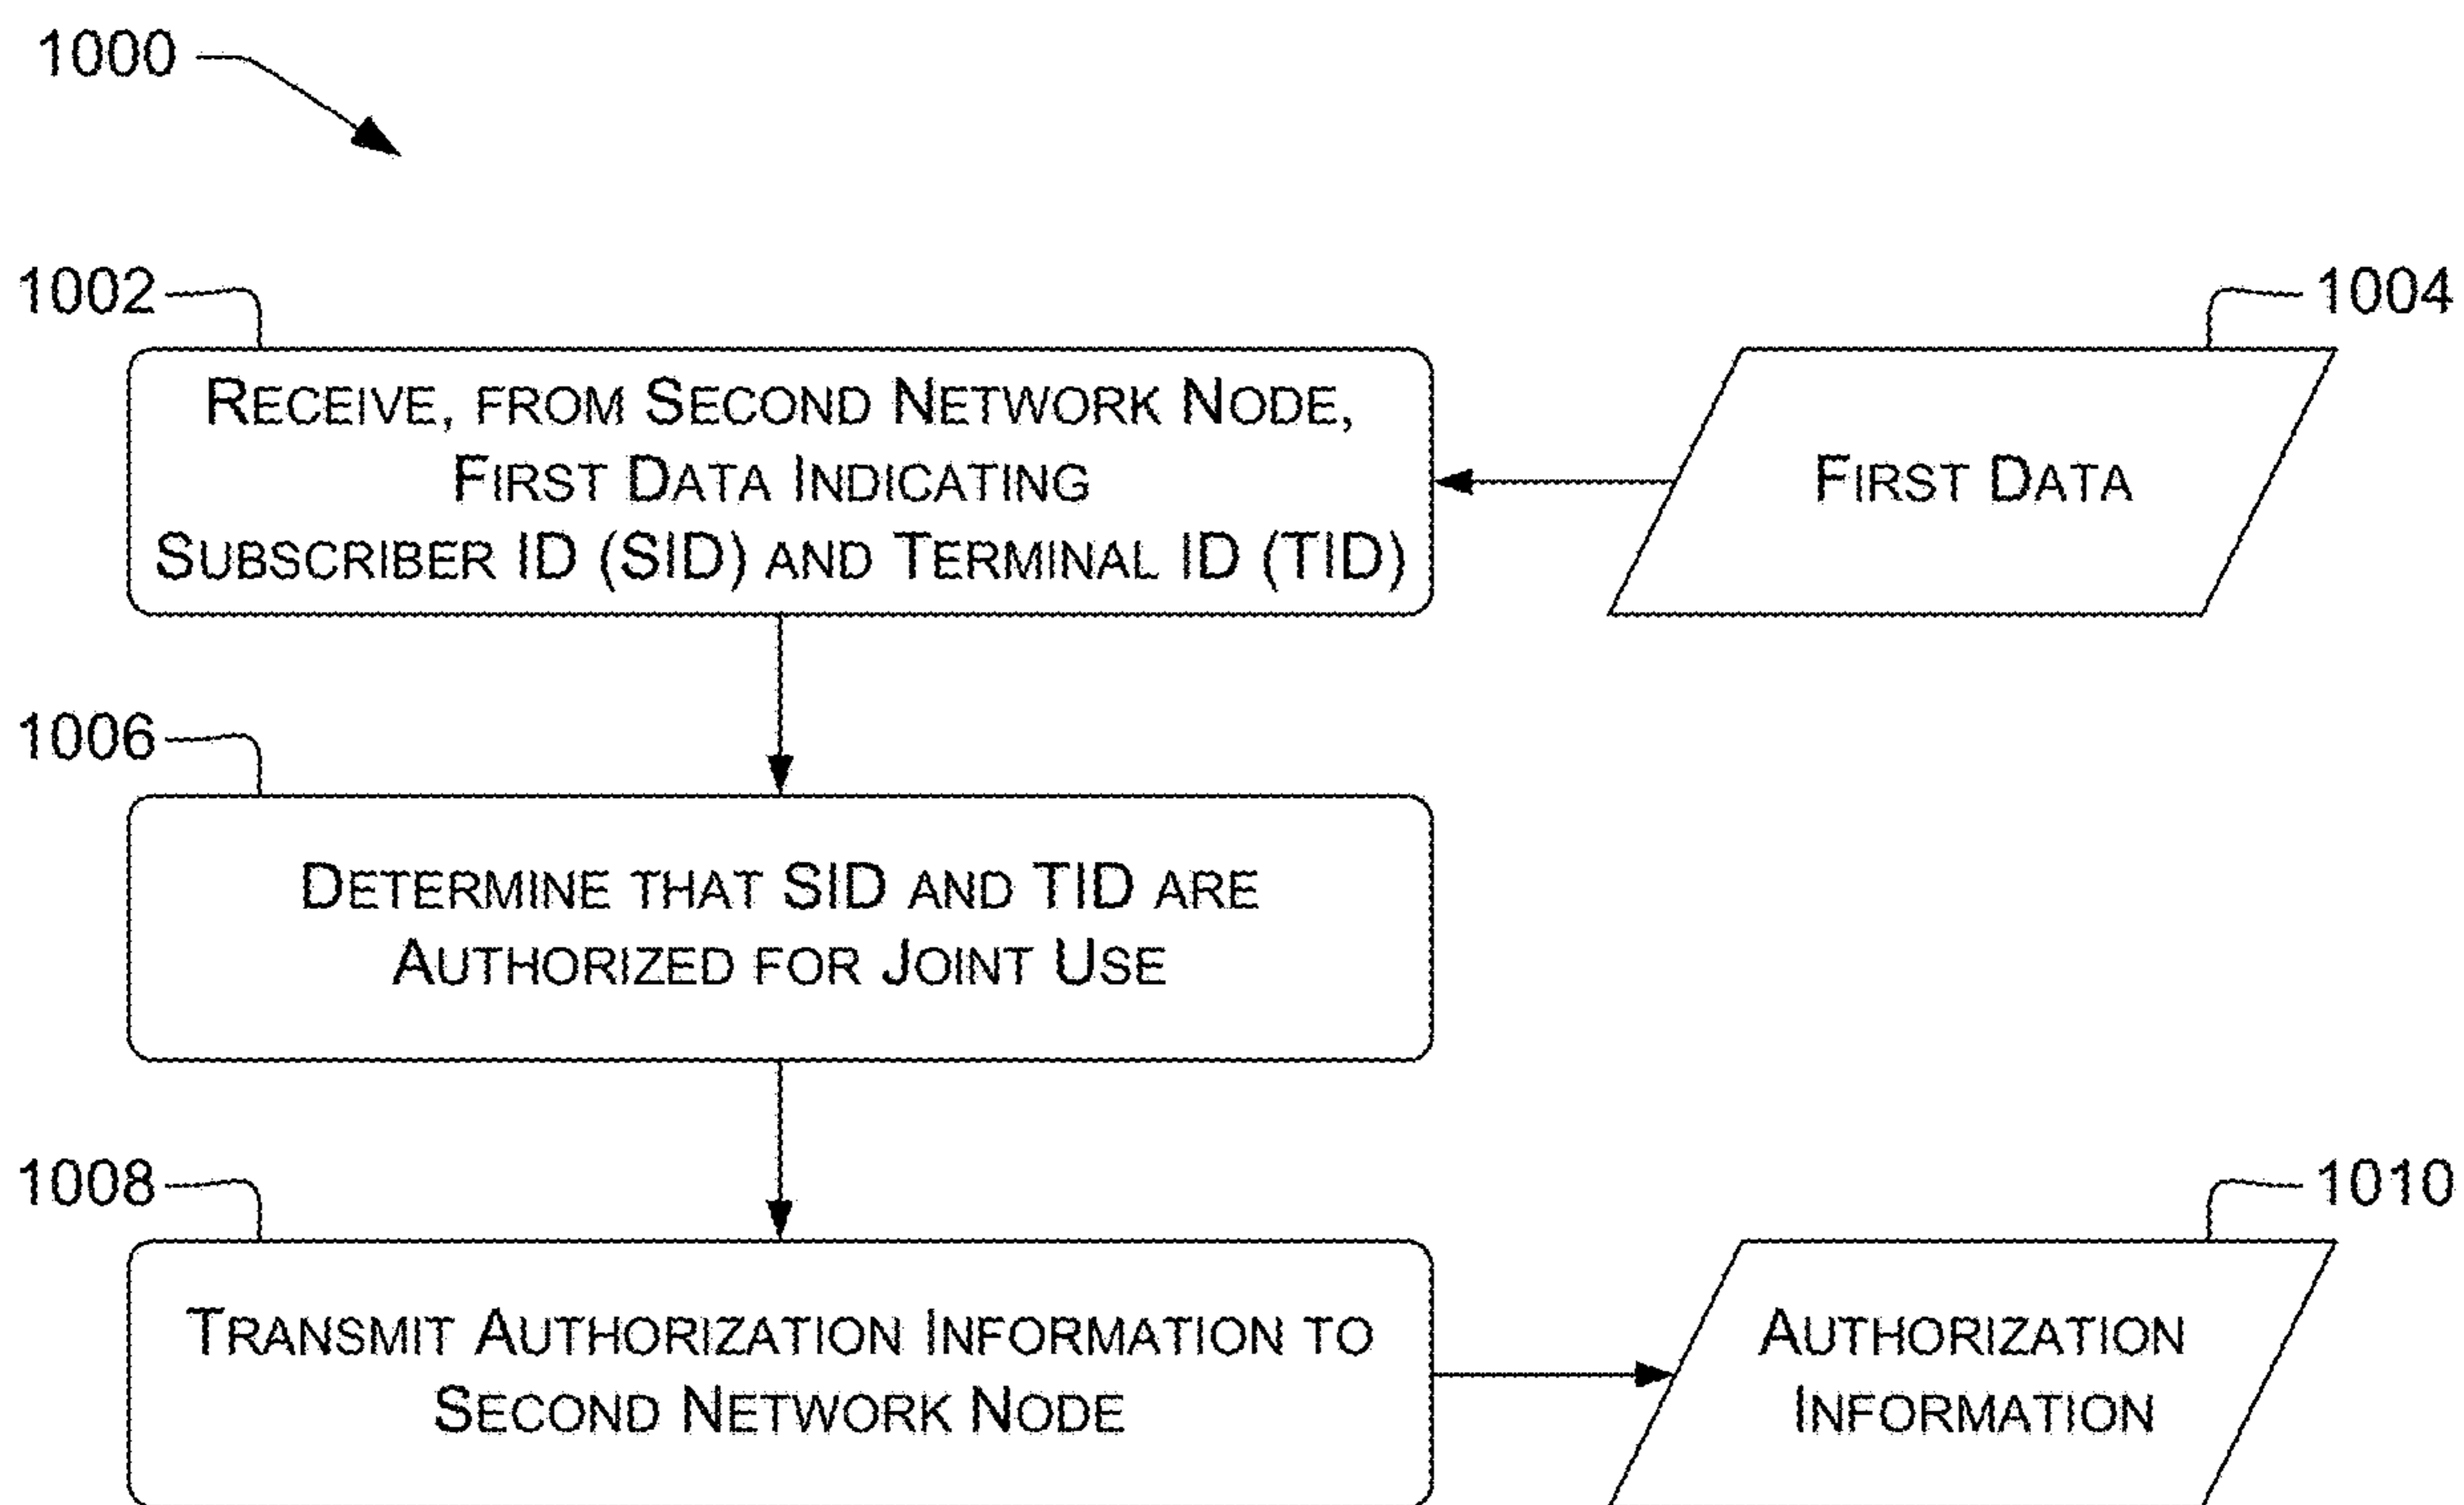 1000
1002
1004
RECEIVE, FROM SECOND NETWORK NODE,
FIRST DATA INDICATING
SUBSCRIBER ID (SID) AND TERMINAL ID (TID)
FIRST DATA
1006
DETERMINE THAT SID AND TID ARE
AUTHORIZED FOR JOINT USE
1008
1010
TRANSMIT AUTHORIZATION INFORMATION TO
SECOND NETWORK NODE
AUTHORIZATION
INFORMATION